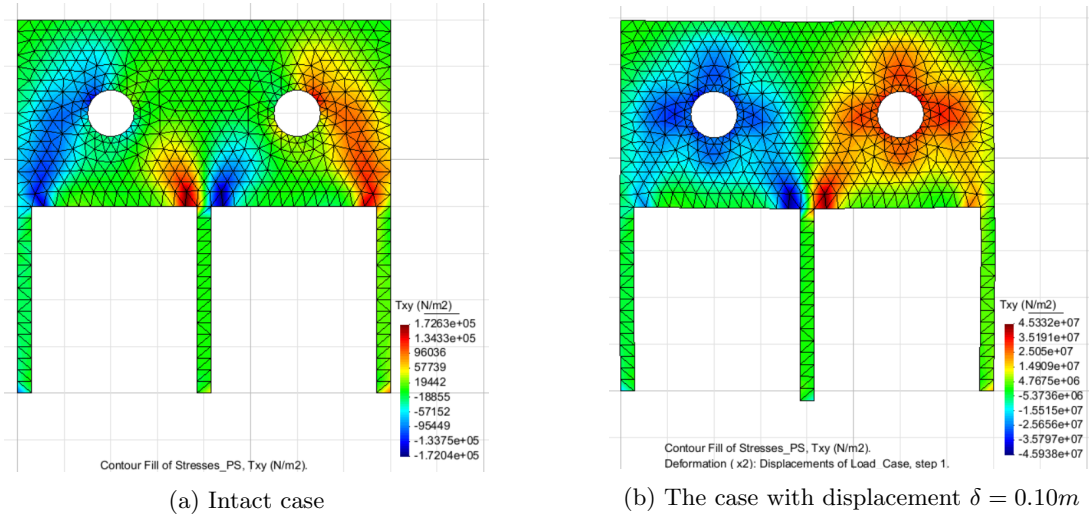 Txy (N/m2)
1.7263e+05
1.3433e+05
96036
57739
19442
-18855
-57152
-95449
-1.3375e+05
-1.7204e+05
Contour Fill of Stresses_PS, Txy (N/m2).
(a) Intact case
Txy (N/m2)
4.5332e+07
3.5191e+07
2.505e+07
1.4909e+07
4.7675e+06
-5.3736e+06
-1.5515e+07
-2.5656e+07
-3.5797e+07
-4.5938e+07
Contour Fill of Stresses_PS, Txy (N/m2).
Deformation ( x2): Displacements of Load_Case, step 1.
(b) The case with displacement δ = 0.10m